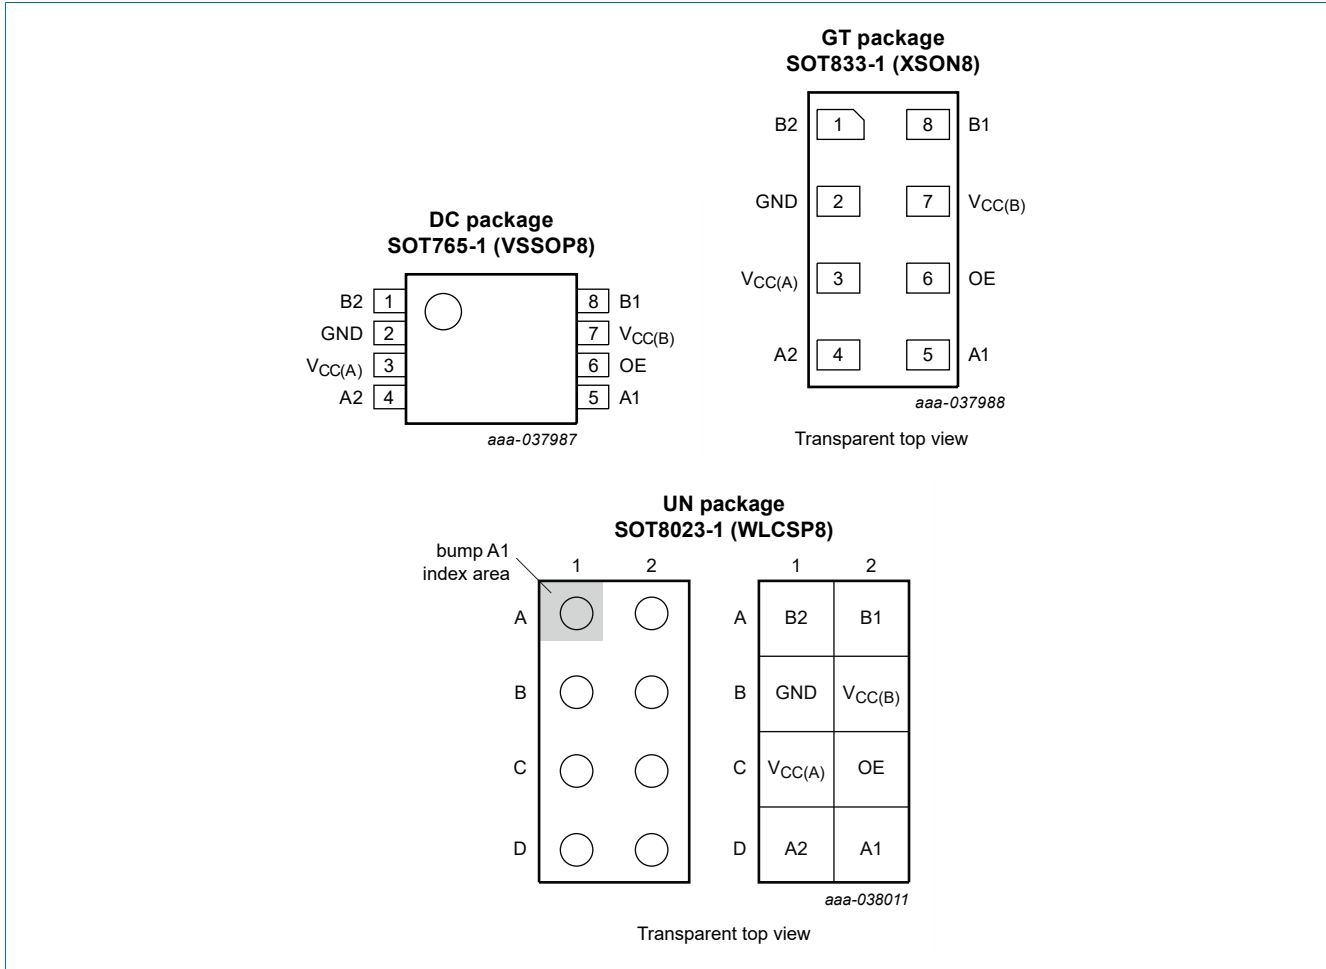 GT package
SOT833-1 (XSON8)
B2 1 8 B1
GND 2 7 VCC(B)
VCC(A) 3 6 OE
A2 4 5 A1
aaa-037988
Transparent top view
DC package
SOT765-1 (VSSOP8)
B2 1 8 B1
GND 2 7 VCC(B)
VCC(A) 3 6 OE
A2 4 5 A1
aaa-037987
UN package
SOT8023-1 (WLCSP8)
bump A1
index area
1 2
A
B
C
D
1 2
A B2 B1
B GND VCC(B)
C VCC(A) OE
D A2 A1
aaa-038011
Transparent top view